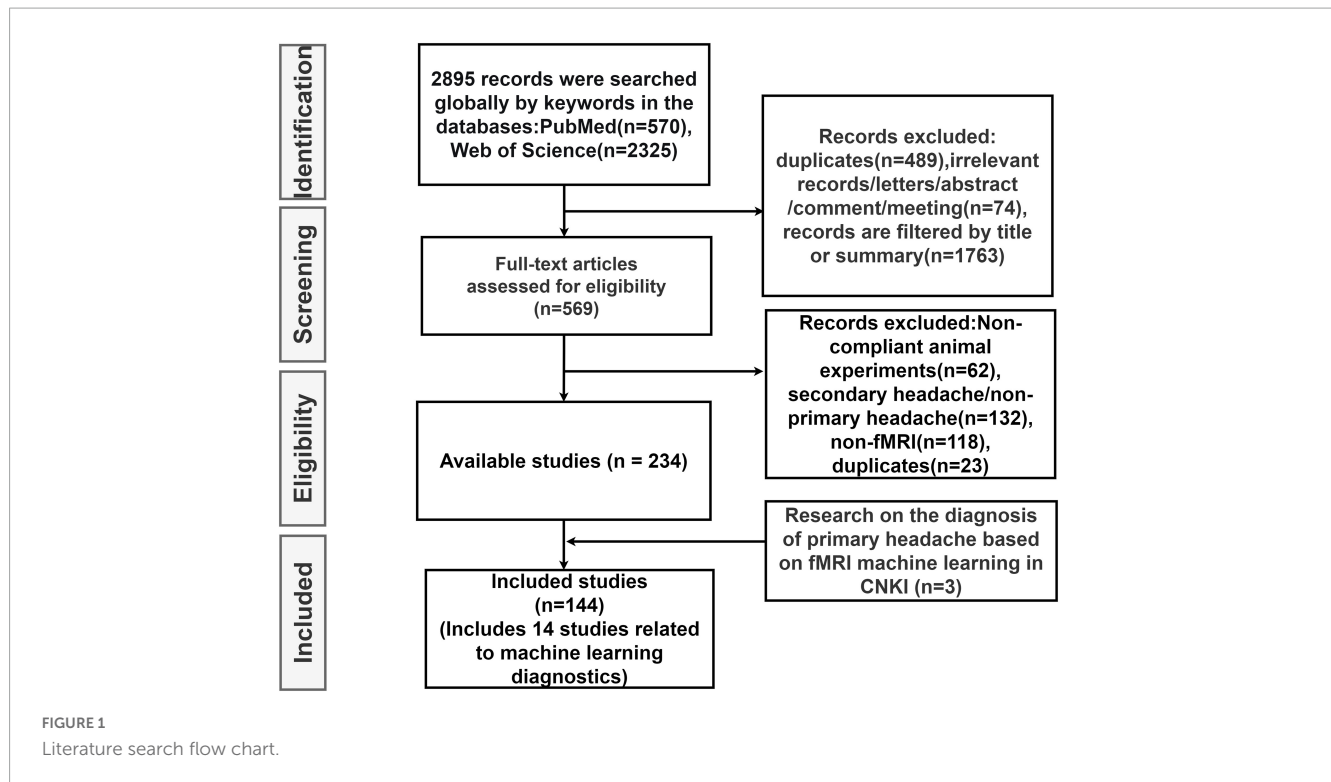 Identification
2895 records were searched
globally by keywords in the
databases:PubMed(n=570),
Web of Science(n=2325)
Records excluded:
duplicates(n=489),irrelevant
records/letters/abstract
/comment/meeting(n=74),
records are filtered by title
or summary(n=1763)
Screening
Full-text articles
assessed for eligibility
(n=569)
Records excluded:Non-
compliant animal
experiments(n=62),
secondary headache/non-
primary headache(n=132),
non-fMRI(n=118),
duplicates(n=23)
Eligibility
Available studies (n = 234)
Research on the diagnosis
of primary headache based
on fMRI machine learning in
CNKI (n=3)
Included
Included studies
(n=144)
(Includes 14 studies related
to machine learning
diagnostics)
FIGURE 1
Literature search flow chart.